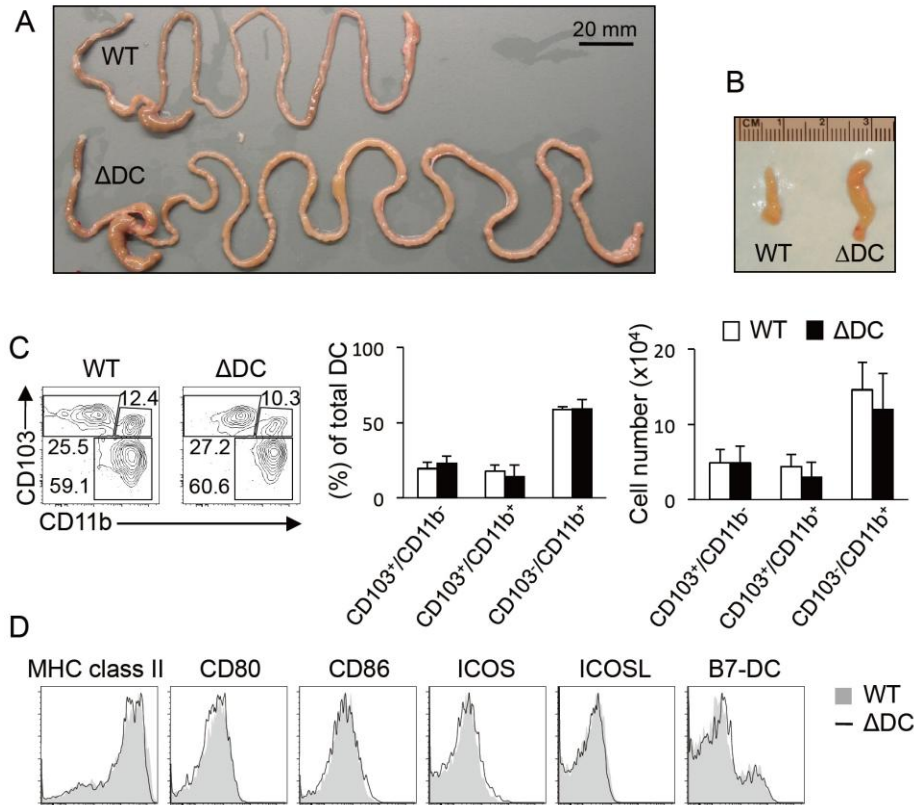 A
WT
20 mm
ΔDC
B
CM 1 2 3
WT ΔDC
C
WT ΔDC
12.4 10.3
25.5 27.2
59.1 60.6
CD103
CD11b
(%) of total DC
100
50
0
CD103⁺/CD11b⁻
CD103⁺/CD11b⁺
CD103⁻/CD11b⁺
WT ΔDC
Cell number (x10⁴)
20
10
0
CD103⁺/CD11b⁻
CD103⁺/CD11b⁺
CD103⁻/CD11b⁺
D
MHC class II CD80 CD86 ICOS ICOSL B7-DC
WT
ΔDC